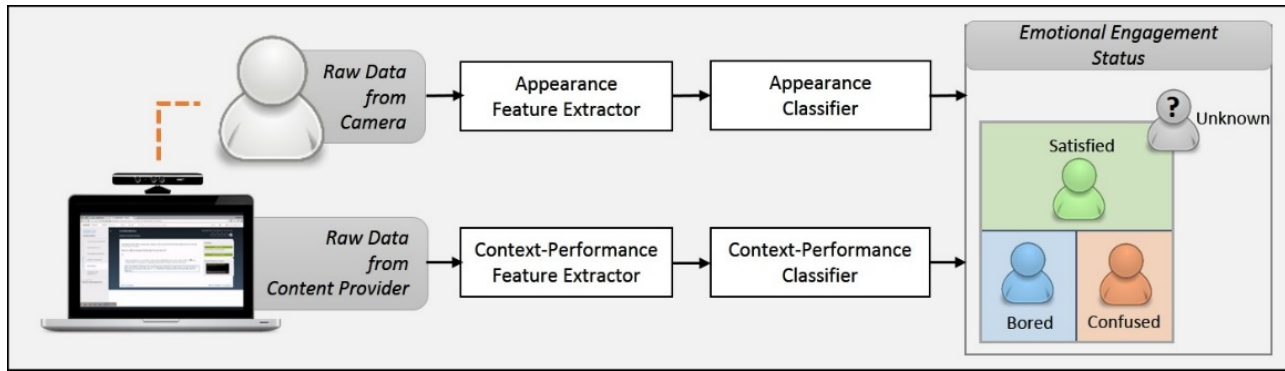 Raw Data
from
Camera
Appearance
Feature Extractor
Appearance
Classifier
Raw Data
from
Content Provider
Context-Performance
Feature Extractor
Context-Performance
Classifier
Emotional Engagement
Status
?
Unknown
Satisfied
Bored
Confused